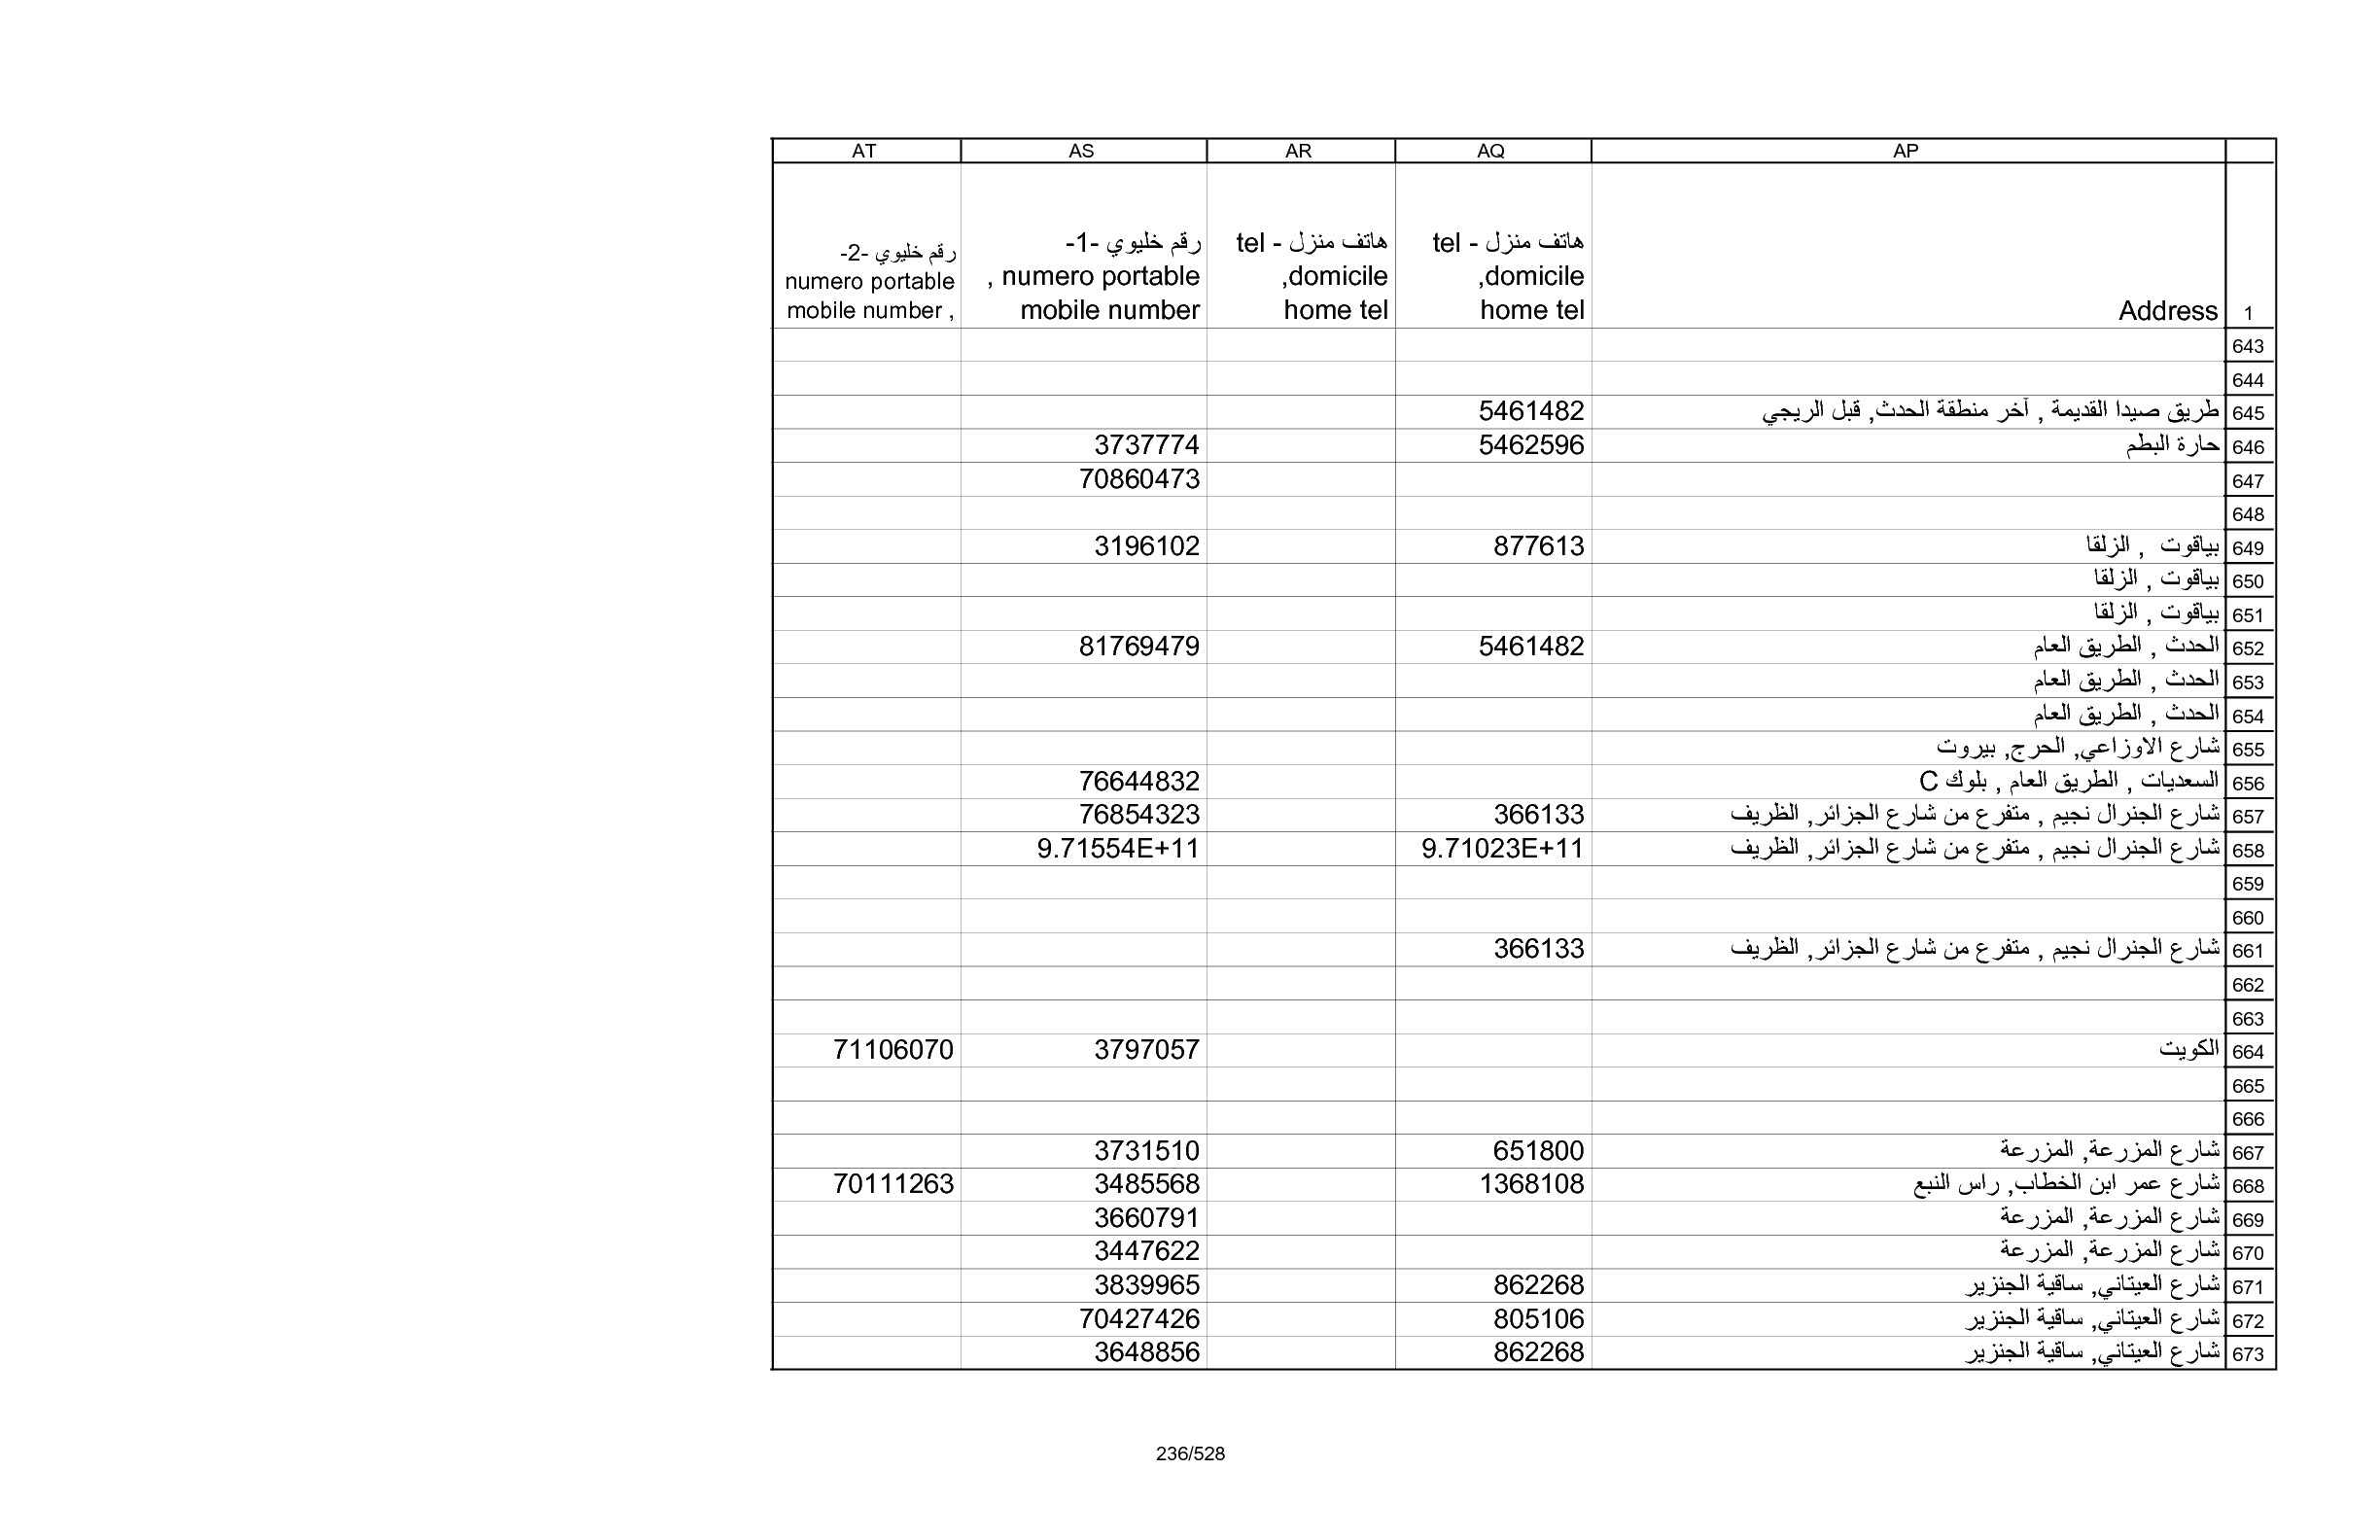 AP AQ AR AS AT
1 Address هاتف منزل - tel domicile, home tel هاتف منزل - tel domicile, home tel رقم خليوي -1- numero portable , mobile number رقم خليوي -2- numero portable mobile number ,
643
644
645 طريق صيدا القديمة , آخر منطقة الحدث, قبل الريجي 5461482
646 حارة البطم 5462596 3737774
647 70860473
648
649 بياقوت , الزلقا 877613 3196102
650 بياقوت , الزلقا
651 بياقوت , الزلقا
652 الحدث , الطريق العام 5461482 81769479
653 الحدث , الطريق العام
654 الحدث , الطريق العام
655 شارع الاوزاعي, الحرج, بيروت
656 السعديات , الطريق العام , بلوك C 76644832
657 شارع الجنرال نجيم , متفرع من شارع الجزائر, الظريف 366133 76854323
658 شارع الجنرال نجيم , متفرع من شارع الجزائر, الظريف 9.71023E+11 9.71554E+11
659
660
661 شارع الجنرال نجيم , متفرع من شارع الجزائر, الظريف 366133
662
663
664 الكويت 3797057 71106070
665
666
667 شارع المزرعة, المزرعة 651800 3731510
668 شارع عمر ابن الخطاب, راس النبع 1368108 3485568 70111263
669 شارع المزرعة, المزرعة 3660791
670 شارع المزرعة, المزرعة 3447622
671 شارع العيتاني, ساقية الجنزير 862268 3839965
672 شارع العيتاني, ساقية الجنزير 805106 70427426
673 شارع العيتاني, ساقية الجنزير 862268 3648856
236/528